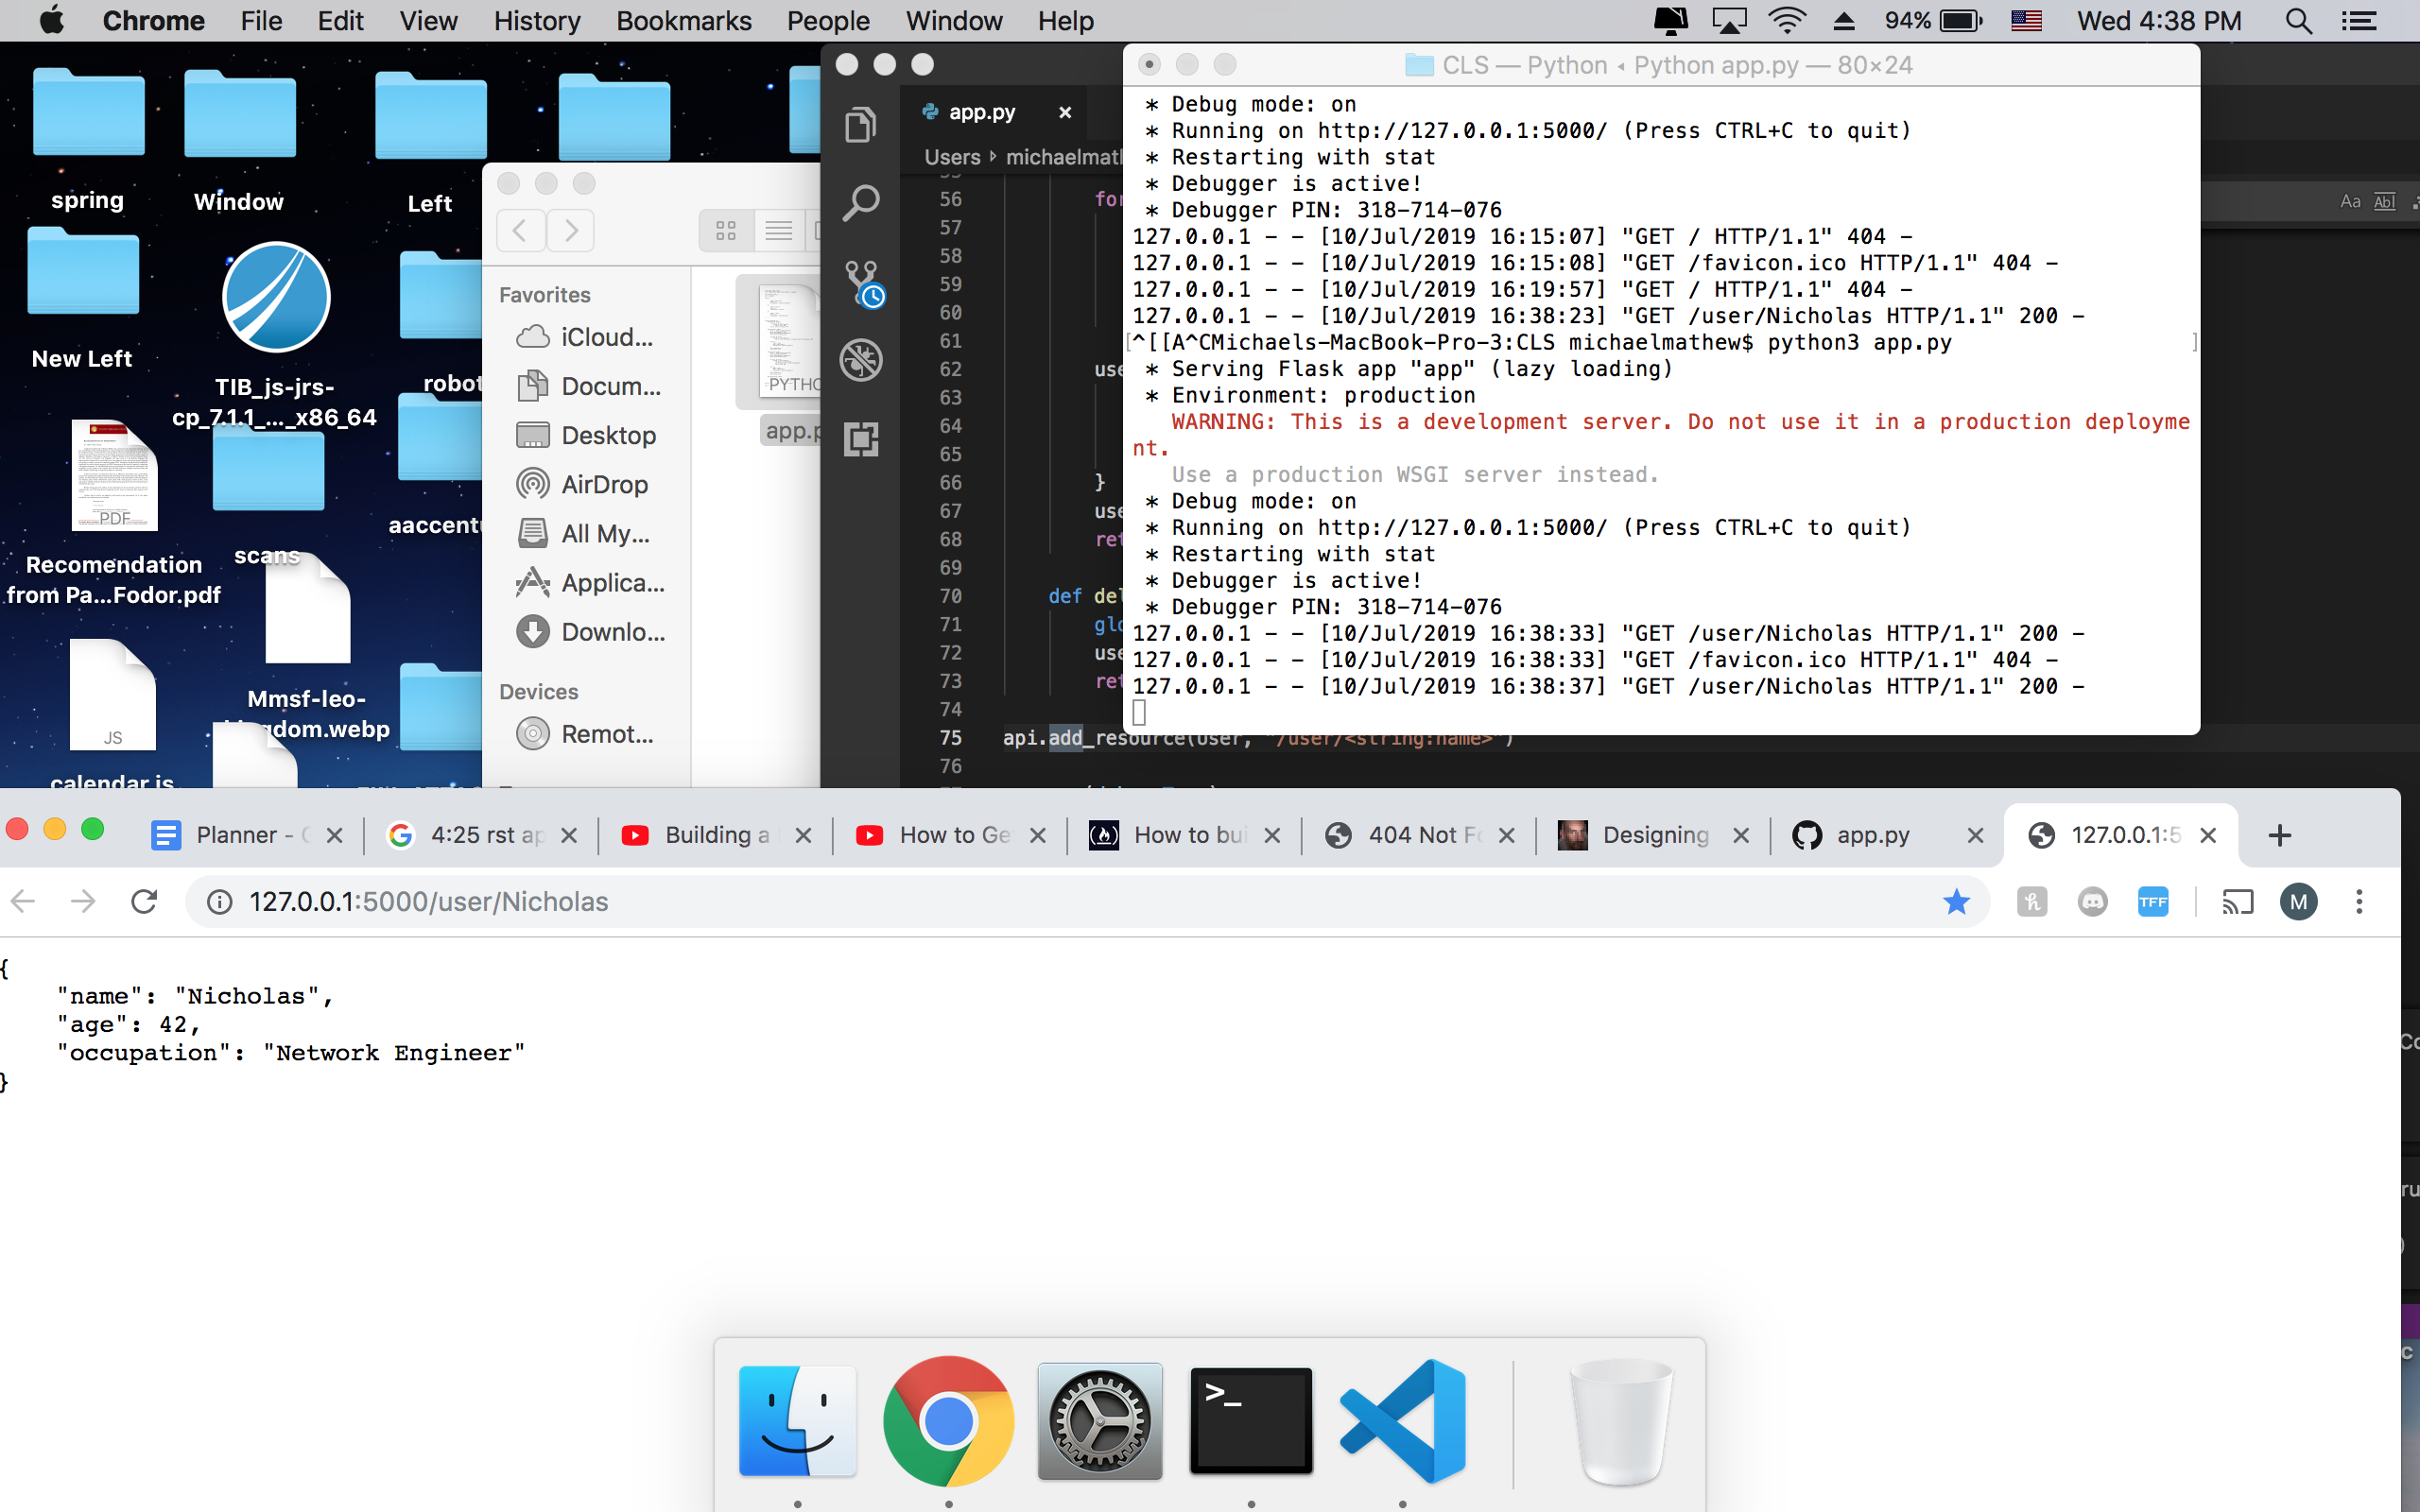 Chrome File Edit View History Bookmarks People Window Help
94% Wed 4:38 PM
spring
Window
Left
New Left
TIB_js-jrs-
cp_7.1.1_..._x86_64
robot
PDF
Recomendation
from Pa...Fodor.pdf
scans
aaccentu
JS
calendar.js
Mmsf-leo-
kingdom.webp
Favorites
iCloud...
Docum...
Desktop
AirDrop
All My...
Applica...
Downlo...
Devices
Remot...
PYTHO
app.p
app.py
Users michaelmath
Aa Abl
56 for
57
58
59
60
61
62 use
63
64
65
66 }
67 use
68 ret
69
70 def del
71 glo
72 use
73 ret
74
75 api.add_resource(User, "/user/<string:name>")
76
CLS — Python ◂ Python app.py — 80×24
* Debug mode: on
* Running on http://127.0.0.1:5000/ (Press CTRL+C to quit)
* Restarting with stat
* Debugger is active!
* Debugger PIN: 318-714-076
127.0.0.1 - - [10/Jul/2019 16:15:07] "GET / HTTP/1.1" 404 -
127.0.0.1 - - [10/Jul/2019 16:15:08] "GET /favicon.ico HTTP/1.1" 404 -
127.0.0.1 - - [10/Jul/2019 16:19:57] "GET / HTTP/1.1" 404 -
127.0.0.1 - - [10/Jul/2019 16:38:23] "GET /user/Nicholas HTTP/1.1" 200 -
[^[[A^CMichaels-MacBook-Pro-3:CLS michaelmathew$ python3 app.py ]
* Serving Flask app "app" (lazy loading)
* Environment: production
WARNING: This is a development server. Do not use it in a production deployme
nt.
Use a production WSGI server instead.
* Debug mode: on
* Running on http://127.0.0.1:5000/ (Press CTRL+C to quit)
* Restarting with stat
* Debugger is active!
* Debugger PIN: 318-714-076
127.0.0.1 - - [10/Jul/2019 16:38:33] "GET /user/Nicholas HTTP/1.1" 200 -
127.0.0.1 - - [10/Jul/2019 16:38:33] "GET /favicon.ico HTTP/1.1" 404 -
127.0.0.1 - - [10/Jul/2019 16:38:37] "GET /user/Nicholas HTTP/1.1" 200 -
Planner - 4:25 rst ap Building a How to Ge How to bui 404 Not Fo Designing app.py 127.0.0.1:5
127.0.0.1:5000/user/Nicholas
TFF M
{
"name": "Nicholas",
"age": 42,
"occupation": "Network Engineer"
}
Co
ru
c
>_